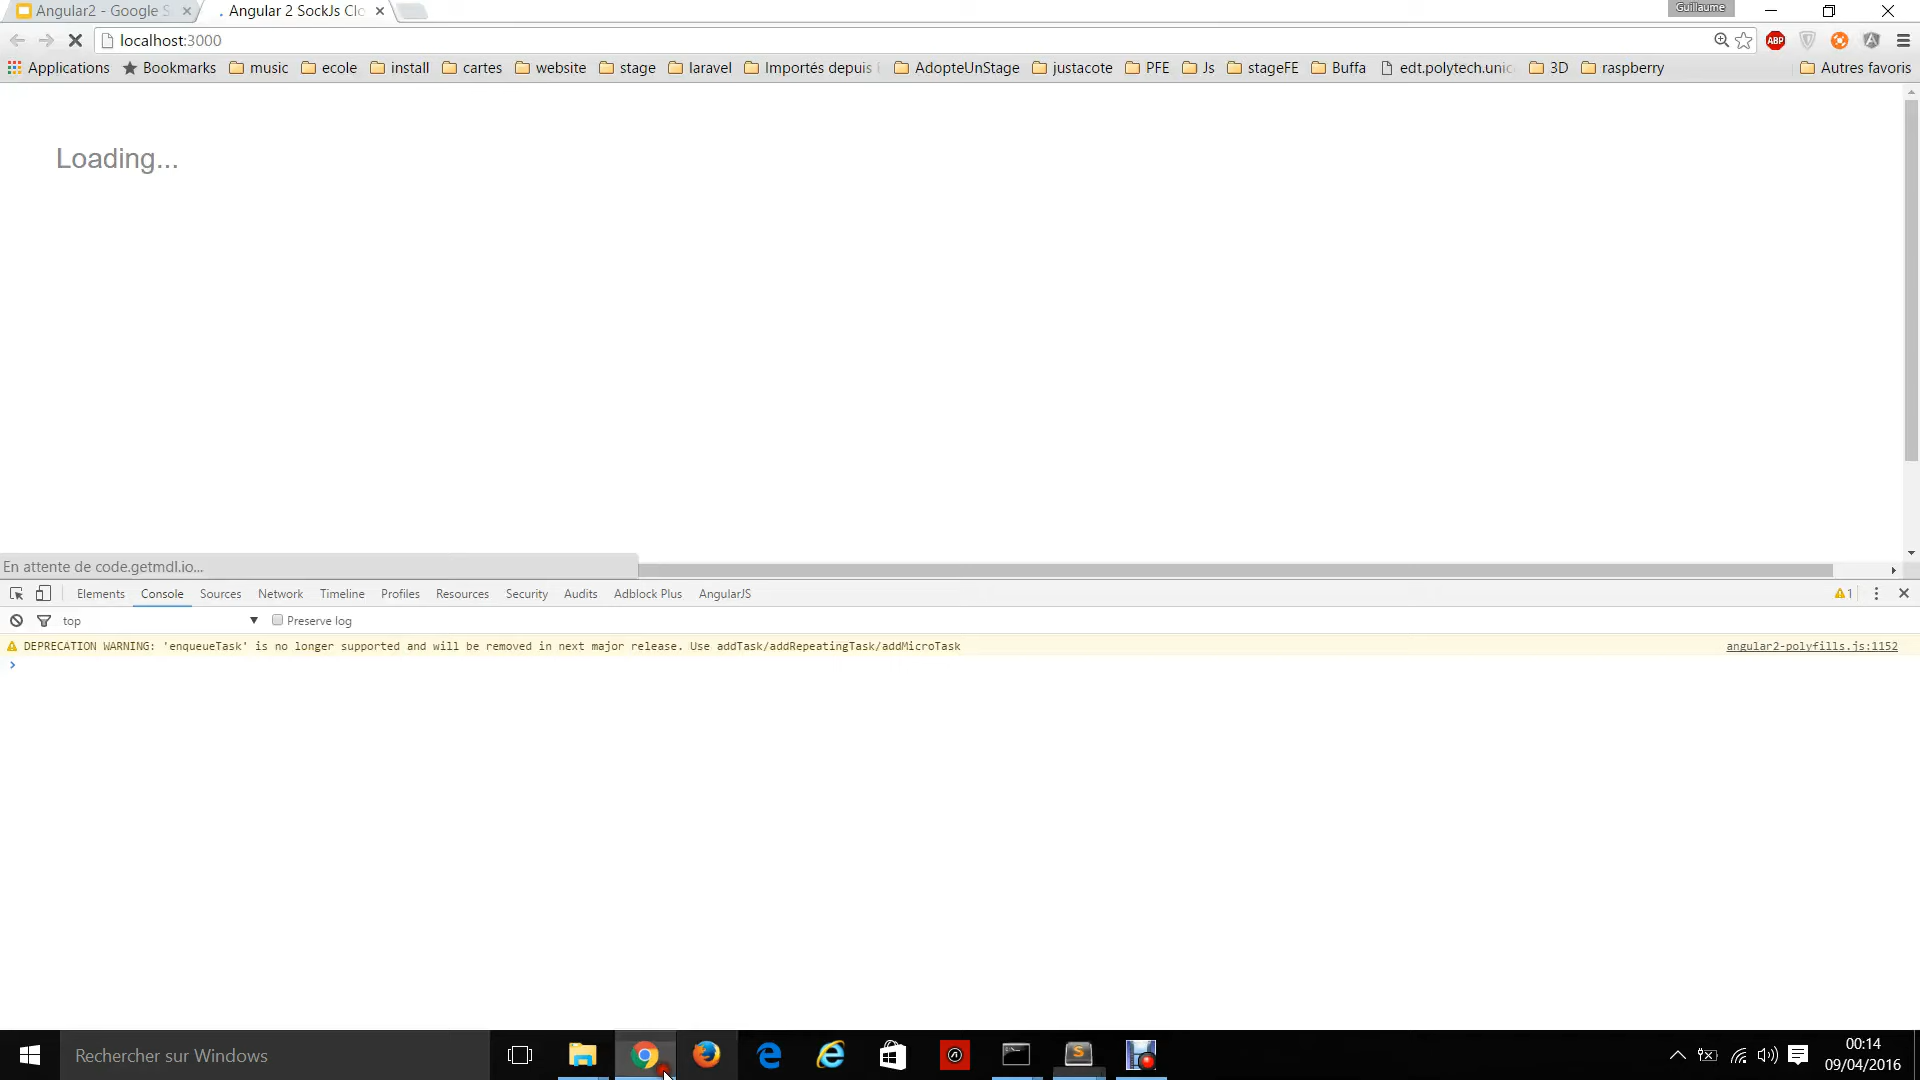 Angular2 - Google S
Angular 2 SockJs Clo
Guillaume
localhost:3000
ABP
Applications
Bookmarks
music
ecole
install
cartes
website
stage
laravel
Importés depuis
AdopteUnStage
justacote
PFE
Js
stageFE
Buffa
edt.polytech.unic
3D
raspberry
Autres favoris
Loading...
En attente de code.getmdl.io...
Elements Console Sources Network Timeline Profiles Resources Security Audits Adblock Plus AngularJS
1
top
Preserve log
DEPRECATION WARNING: 'enqueueTask' is no longer supported and will be removed in next major release. Use addTask/addRepeatingTask/addMicroTask
angular2-polyfills.js:1152
Rechercher sur Windows
00:14
09/04/2016